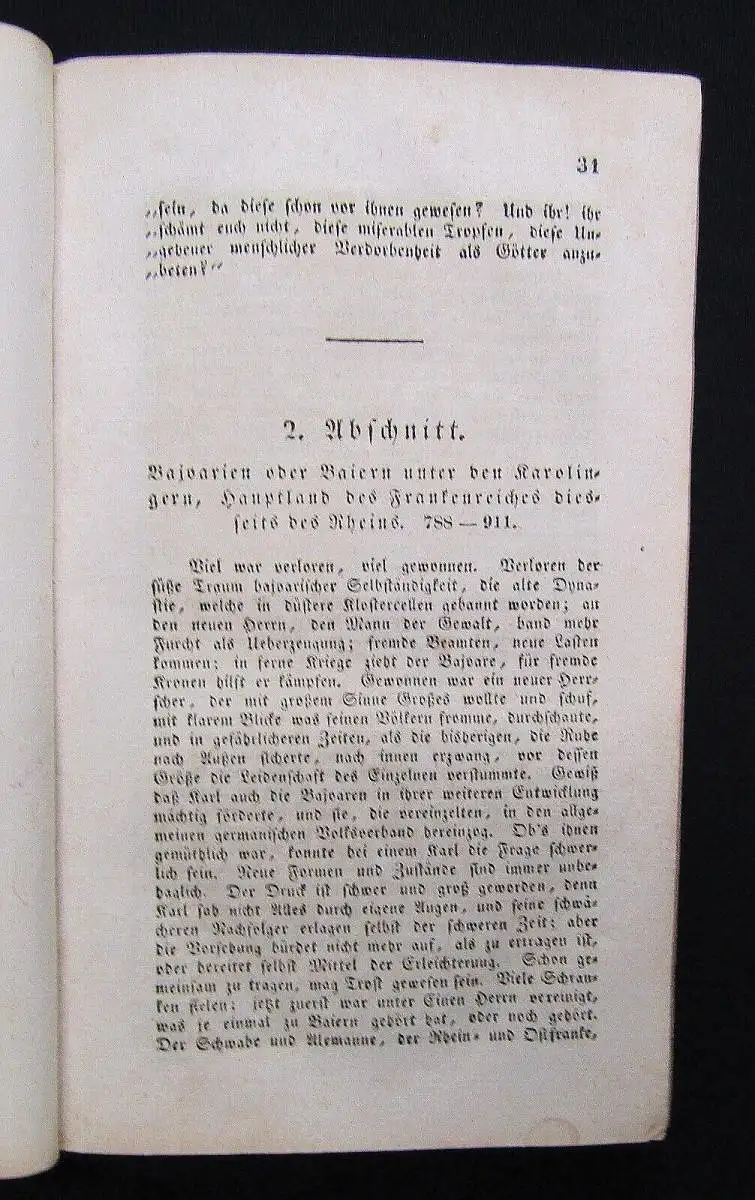 31
„sein, da diese schon vor ihnen gewesen? Und ihr! ihr
„schämt euch nicht, diese miserablen Tropfen, diese Un-
„geheuer menschlicher Verdorbenheit als Götter anzu-
„beten?“
2. Abschnitt.
Bajoarien oder Baiern unter den Karolin-
gern, Hauptland des Frankenreiches dies-
seits des Rheins. 788 — 911.
Viel war verloren, viel gewonnen. Verloren der
süße Traum bajoarischer Selbständigkeit, die alte Dyna-
stie, welche in düstere Klostercellen gebannt worden; an
den neuen Herrn, den Mann der Gewalt, band mehr
Furcht als Ueberzeugung; fremde Beamten, neue Lasten
kommen; in ferne Kriege zieht der Bajoare, für fremde
Kronen hilft er kämpfen. Gewonnen war ein neuer Herr-
scher, der mit großem Sinne Großes wollte und schuf,
mit klarem Blicke was seinen Völkern fromme, durchschaute,
und in gefährlicheren Zeiten, als die bisherigen, die Ruhe
nach Außen sicherte, nach innen erzwang, vor dessen
Größe die Leidenschaft des Einzelnen verstummte. Gewiß
daß Karl auch die Bajoaren in ihrer weiteren Entwicklung
mächtig förderte, und sie, die vereinzelten, in den allge-
meinen germanischen Volksverband hereinzog. Ob's ihnen
gemüthlich war, konnte bei einem Karl die Frage schwer-
lich sein. Neue Formen und Zustände sind immer unbe-
haglich. Der Druck ist schwer und groß geworden, denn
Karl sah nicht Alles durch eigene Augen, und seine schwä-
cheren Nachfolger erlagen selbst der schweren Zeit; aber
die Vorsehung bürdet nicht mehr auf, als zu ertragen ist,
oder bereitet selbst Mittel der Erleichterung. Schon ge-
meinsam zu tragen, mag Trost gewesen sein. Viele Schran-
ken fielen; jetzt zuerst war unter Einen Herrn vereinigt,
was je einmal zu Baiern gehört hat, oder noch gehört.
Der Schwabe und Alemanne, der Rhein- und Ostfranke,